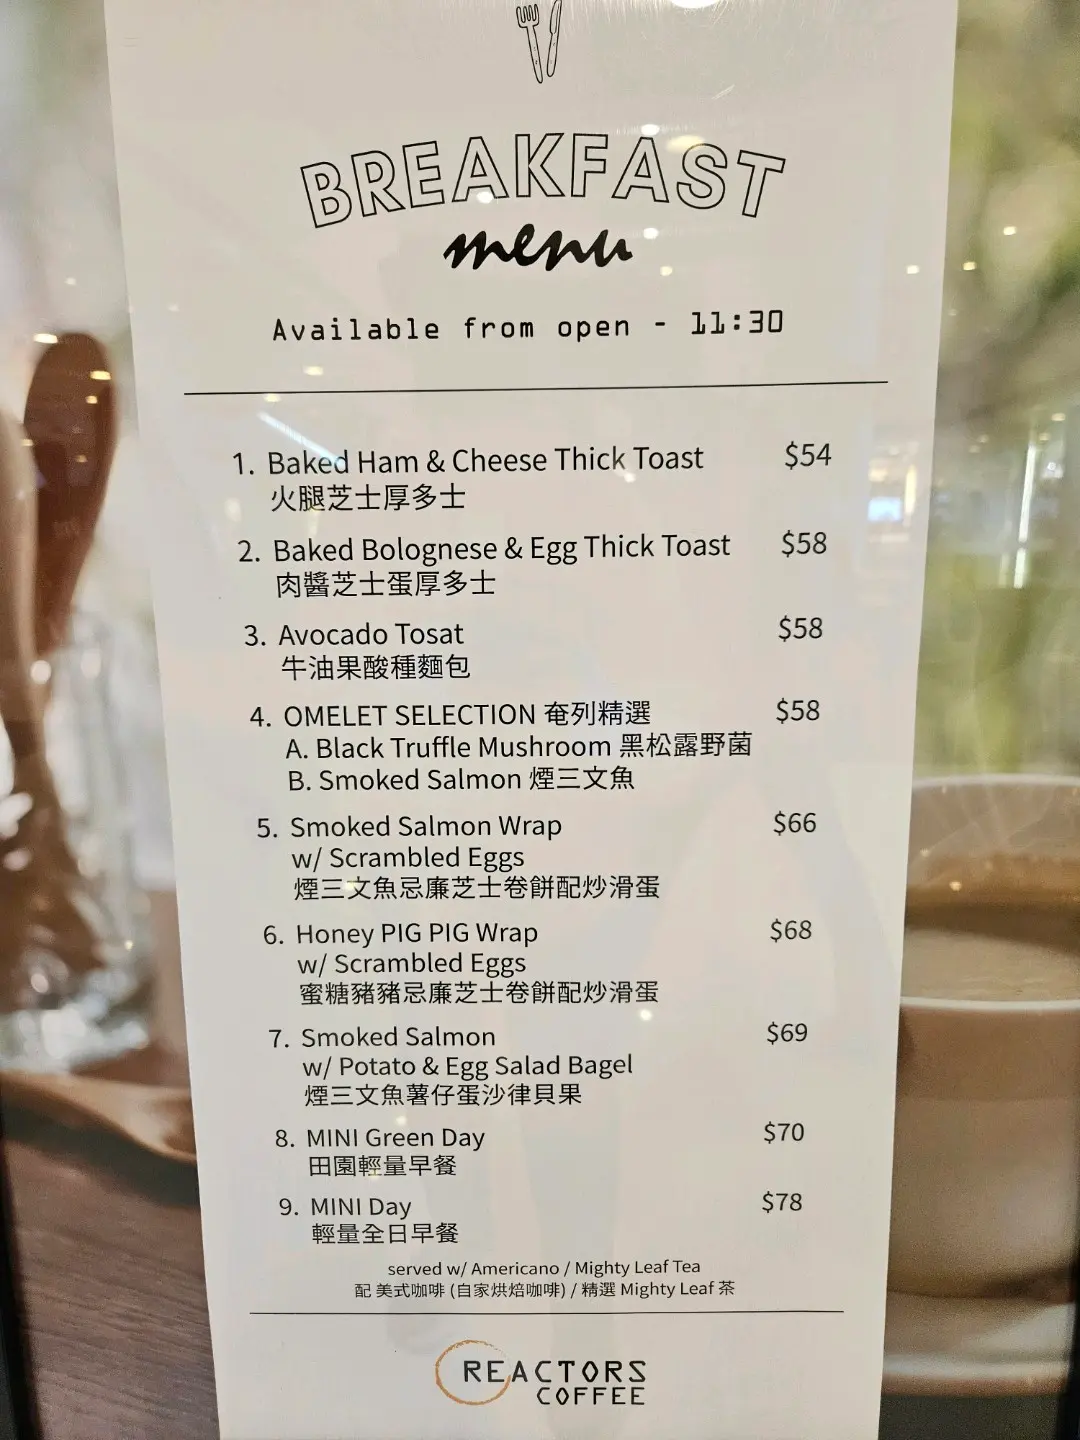 BREAKFAST
menu
Available from open - 11:30
1. Baked Ham & Cheese Thick Toast $54
火腿芝士厚多士
2. Baked Bolognese & Egg Thick Toast $58
肉醬芝士蛋厚多士
3. Avocado Tosat $58
牛油果酸種麵包
4. OMELET SELECTION 奄列精選 $58
A. Black Truffle Mushroom 黑松露野菌
B. Smoked Salmon 煙三文魚
5. Smoked Salmon Wrap $66
w/ Scrambled Eggs
煙三文魚忌廉芝士卷餅配炒滑蛋
6. Honey PIG PIG Wrap $68
w/ Scrambled Eggs
蜜糖豬豬忌廉芝士卷餅配炒滑蛋
7. Smoked Salmon $69
w/ Potato & Egg Salad Bagel
煙三文魚薯仔蛋沙律貝果
8. MINI Green Day $70
田園輕量早餐
9. MINI Day $78
輕量全日早餐
served w/ Americano / Mighty Leaf Tea
配 美式咖啡 (自家烘焙咖啡) / 精選 Mighty Leaf 茶
REACTORS
COFFEE